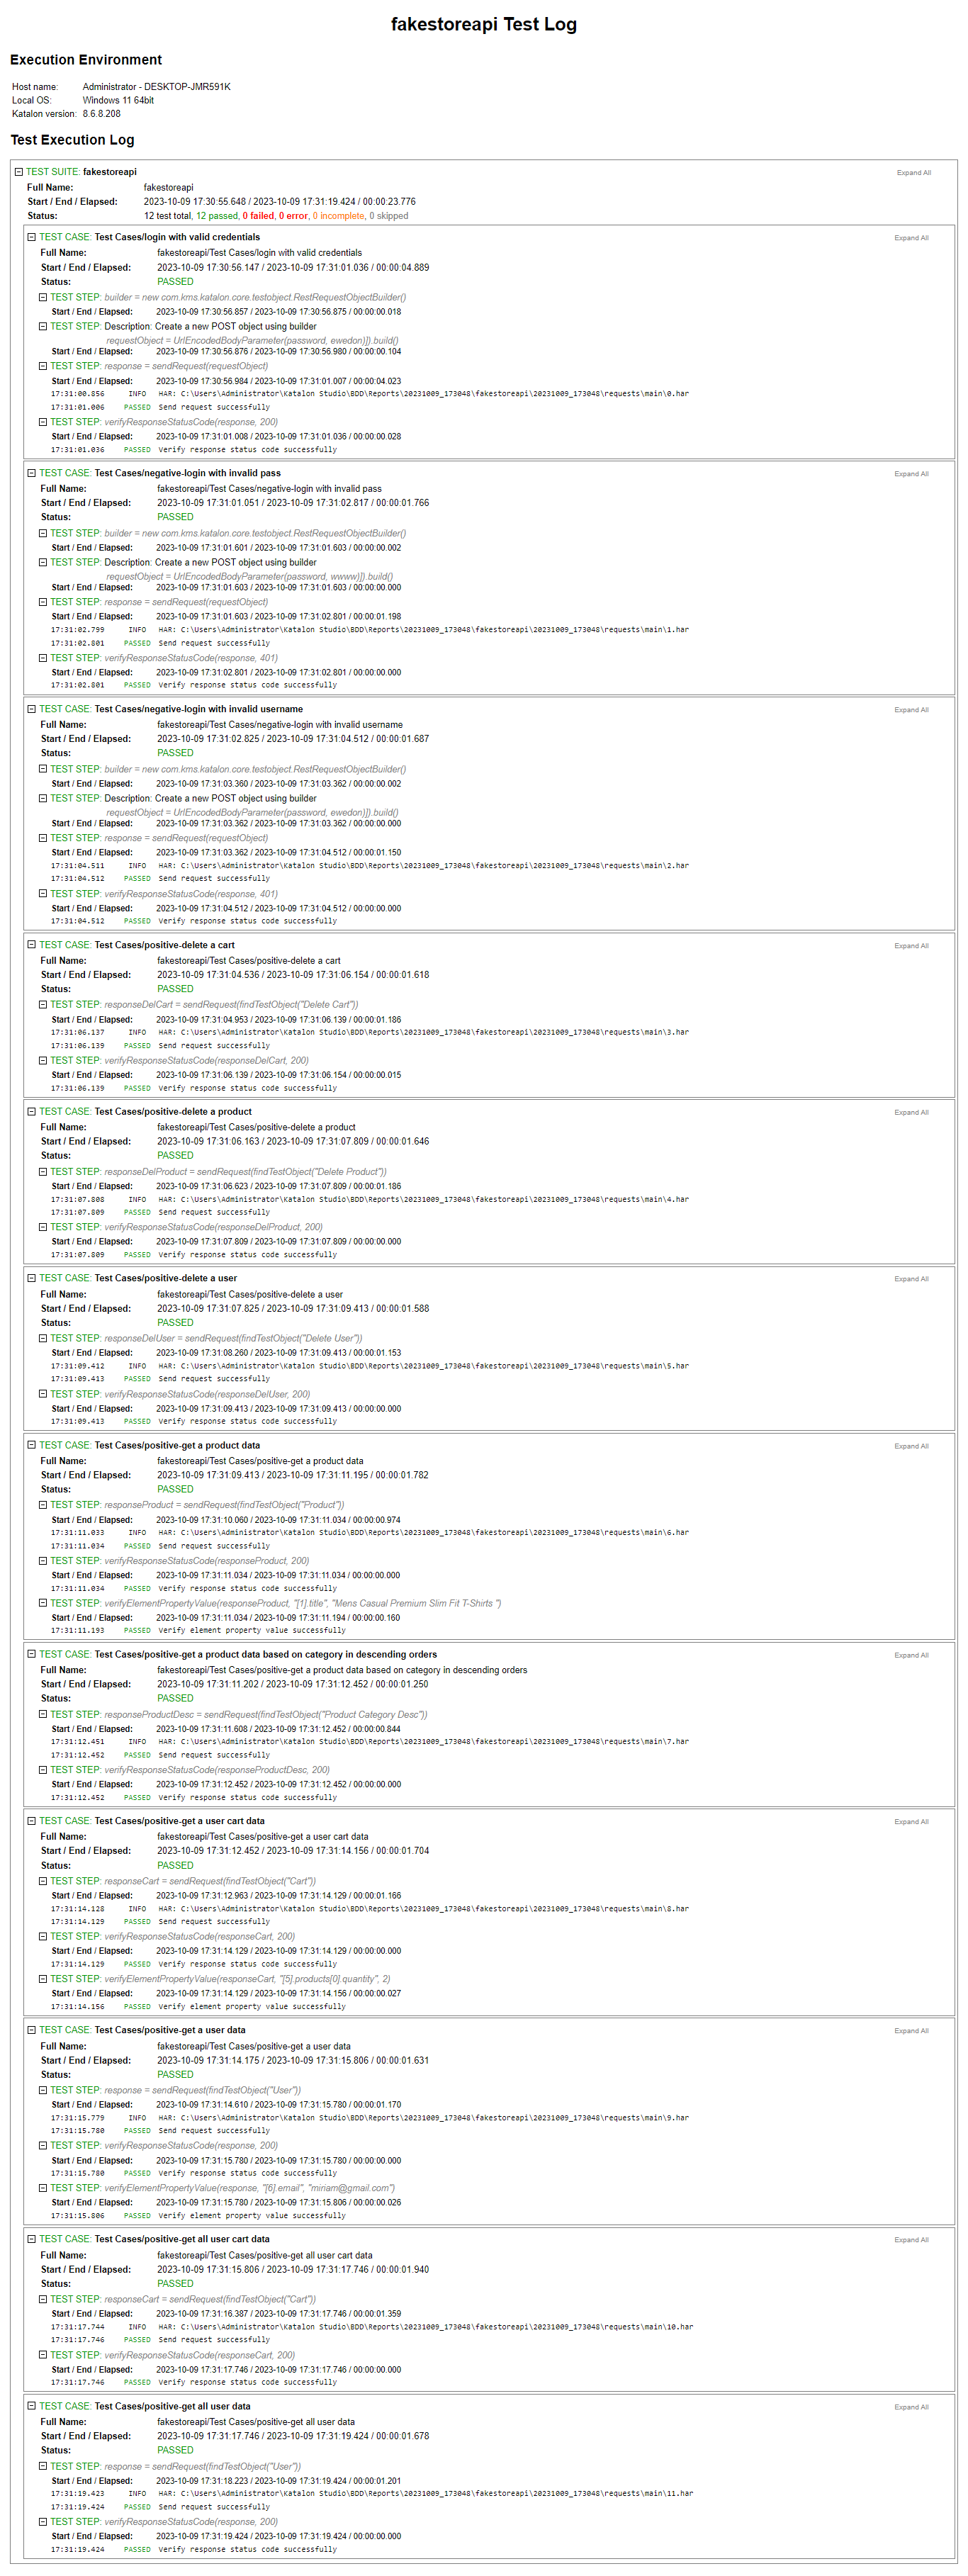 fakestoreapi Test Log
Execution Environment
Host name: Administrator - DESKTOP-JMR591K
Local OS: Windows 11 64bit
Katalon version: 8.6.8.208
Test Execution Log
TEST SUITE: fakestoreapi Expand All
Full Name: fakestoreapi
Start / End / Elapsed: 2023-10-09 17:30:55.648 / 2023-10-09 17:31:19.424 / 00:00:23.776
Status: 12 test total, 12 passed, 0 failed, 0 error, 0 incomplete, 0 skipped
TEST CASE: Test Cases/login with valid credentials Expand All
Full Name: fakestoreapi/Test Cases/login with valid credentials
Start / End / Elapsed: 2023-10-09 17:30:56.147 / 2023-10-09 17:31:01.036 / 00:00:04.889
Status: PASSED
TEST STEP: builder = new com.kms.katalon.core.testobject.RestRequestObjectBuilder()
Start / End / Elapsed: 2023-10-09 17:30:56.857 / 2023-10-09 17:30:56.875 / 00:00:00.018
TEST STEP: Description: Create a new POST object using builder
requestObject = UrlEncodedBodyParameter(password, ewedon)]).build()
Start / End / Elapsed: 2023-10-09 17:30:56.876 / 2023-10-09 17:30:56.980 / 00:00:00.104
TEST STEP: response = sendRequest(requestObject)
Start / End / Elapsed: 2023-10-09 17:30:56.984 / 2023-10-09 17:31:01.007 / 00:00:04.023
17:31:00.856 INFO HAR: C:\Users\Administrator\Katalon Studio\BDD\Reports\20231009_173048\fakestoreapi\20231009_173048\requests\main\0.har
17:31:01.006 PASSED Send request successfully
TEST STEP: verifyResponseStatusCode(response, 200)
Start / End / Elapsed: 2023-10-09 17:31:01.008 / 2023-10-09 17:31:01.036 / 00:00:00.028
17:31:01.036 PASSED Verify response status code successfully
TEST CASE: Test Cases/negative-login with invalid pass Expand All
Full Name: fakestoreapi/Test Cases/negative-login with invalid pass
Start / End / Elapsed: 2023-10-09 17:31:01.051 / 2023-10-09 17:31:02.817 / 00:00:01.766
Status: PASSED
TEST STEP: builder = new com.kms.katalon.core.testobject.RestRequestObjectBuilder()
Start / End / Elapsed: 2023-10-09 17:31:01.601 / 2023-10-09 17:31:01.603 / 00:00:00.002
TEST STEP: Description: Create a new POST object using builder
requestObject = UrlEncodedBodyParameter(password, wwww)]).build()
Start / End / Elapsed: 2023-10-09 17:31:01.603 / 2023-10-09 17:31:01.603 / 00:00:00.000
TEST STEP: response = sendRequest(requestObject)
Start / End / Elapsed: 2023-10-09 17:31:01.603 / 2023-10-09 17:31:02.801 / 00:00:01.198
17:31:02.799 INFO HAR: C:\Users\Administrator\Katalon Studio\BDD\Reports\20231009_173048\fakestoreapi\20231009_173048\requests\main\1.har
17:31:02.801 PASSED Send request successfully
TEST STEP: verifyResponseStatusCode(response, 401)
Start / End / Elapsed: 2023-10-09 17:31:02.801 / 2023-10-09 17:31:02.801 / 00:00:00.000
17:31:02.801 PASSED Verify response status code successfully
TEST CASE: Test Cases/negative-login with invalid username Expand All
Full Name: fakestoreapi/Test Cases/negative-login with invalid username
Start / End / Elapsed: 2023-10-09 17:31:02.825 / 2023-10-09 17:31:04.512 / 00:00:01.687
Status: PASSED
TEST STEP: builder = new com.kms.katalon.core.testobject.RestRequestObjectBuilder()
Start / End / Elapsed: 2023-10-09 17:31:03.360 / 2023-10-09 17:31:03.362 / 00:00:00.002
TEST STEP: Description: Create a new POST object using builder
requestObject = UrlEncodedBodyParameter(password, ewedon)]).build()
Start / End / Elapsed: 2023-10-09 17:31:03.362 / 2023-10-09 17:31:03.362 / 00:00:00.000
TEST STEP: response = sendRequest(requestObject)
Start / End / Elapsed: 2023-10-09 17:31:03.362 / 2023-10-09 17:31:04.512 / 00:00:01.150
17:31:04.511 INFO HAR: C:\Users\Administrator\Katalon Studio\BDD\Reports\20231009_173048\fakestoreapi\20231009_173048\requests\main\2.har
17:31:04.512 PASSED Send request successfully
TEST STEP: verifyResponseStatusCode(response, 401)
Start / End / Elapsed: 2023-10-09 17:31:04.512 / 2023-10-09 17:31:04.512 / 00:00:00.000
17:31:04.512 PASSED Verify response status code successfully
TEST CASE: Test Cases/positive-delete a cart Expand All
Full Name: fakestoreapi/Test Cases/positive-delete a cart
Start / End / Elapsed: 2023-10-09 17:31:04.536 / 2023-10-09 17:31:06.154 / 00:00:01.618
Status: PASSED
TEST STEP: responseDelCart = sendRequest(findTestObject("Delete Cart"))
Start / End / Elapsed: 2023-10-09 17:31:04.953 / 2023-10-09 17:31:06.139 / 00:00:01.186
17:31:06.137 INFO HAR: C:\Users\Administrator\Katalon Studio\BDD\Reports\20231009_173048\fakestoreapi\20231009_173048\requests\main\3.har
17:31:06.139 PASSED Send request successfully
TEST STEP: verifyResponseStatusCode(responseDelCart, 200)
Start / End / Elapsed: 2023-10-09 17:31:06.139 / 2023-10-09 17:31:06.154 / 00:00:00.015
17:31:06.139 PASSED Verify response status code successfully
TEST CASE: Test Cases/positive-delete a product Expand All
Full Name: fakestoreapi/Test Cases/positive-delete a product
Start / End / Elapsed: 2023-10-09 17:31:06.163 / 2023-10-09 17:31:07.809 / 00:00:01.646
Status: PASSED
TEST STEP: responseDelProduct = sendRequest(findTestObject("Delete Product"))
Start / End / Elapsed: 2023-10-09 17:31:06.623 / 2023-10-09 17:31:07.809 / 00:00:01.186
17:31:07.808 INFO HAR: C:\Users\Administrator\Katalon Studio\BDD\Reports\20231009_173048\fakestoreapi\20231009_173048\requests\main\4.har
17:31:07.809 PASSED Send request successfully
TEST STEP: verifyResponseStatusCode(responseDelProduct, 200)
Start / End / Elapsed: 2023-10-09 17:31:07.809 / 2023-10-09 17:31:07.809 / 00:00:00.000
17:31:07.809 PASSED Verify response status code successfully
TEST CASE: Test Cases/positive-delete a user Expand All
Full Name: fakestoreapi/Test Cases/positive-delete a user
Start / End / Elapsed: 2023-10-09 17:31:07.825 / 2023-10-09 17:31:09.413 / 00:00:01.588
Status: PASSED
TEST STEP: responseDelUser = sendRequest(findTestObject("Delete User"))
Start / End / Elapsed: 2023-10-09 17:31:08.260 / 2023-10-09 17:31:09.413 / 00:00:01.153
17:31:09.412 INFO HAR: C:\Users\Administrator\Katalon Studio\BDD\Reports\20231009_173048\fakestoreapi\20231009_173048\requests\main\5.har
17:31:09.413 PASSED Send request successfully
TEST STEP: verifyResponseStatusCode(responseDelUser, 200)
Start / End / Elapsed: 2023-10-09 17:31:09.413 / 2023-10-09 17:31:09.413 / 00:00:00.000
17:31:09.413 PASSED Verify response status code successfully
TEST CASE: Test Cases/positive-get a product data Expand All
Full Name: fakestoreapi/Test Cases/positive-get a product data
Start / End / Elapsed: 2023-10-09 17:31:09.413 / 2023-10-09 17:31:11.195 / 00:00:01.782
Status: PASSED
TEST STEP: responseProduct = sendRequest(findTestObject("Product"))
Start / End / Elapsed: 2023-10-09 17:31:10.060 / 2023-10-09 17:31:11.034 / 00:00:00.974
17:31:11.033 INFO HAR: C:\Users\Administrator\Katalon Studio\BDD\Reports\20231009_173048\fakestoreapi\20231009_173048\requests\main\6.har
17:31:11.034 PASSED Send request successfully
TEST STEP: verifyResponseStatusCode(responseProduct, 200)
Start / End / Elapsed: 2023-10-09 17:31:11.034 / 2023-10-09 17:31:11.034 / 00:00:00.000
17:31:11.034 PASSED Verify response status code successfully
TEST STEP: verifyElementPropertyValue(responseProduct, "[1].title", "Mens Casual Premium Slim Fit T-Shirts ")
Start / End / Elapsed: 2023-10-09 17:31:11.034 / 2023-10-09 17:31:11.194 / 00:00:00.160
17:31:11.193 PASSED Verify element property value successfully
TEST CASE: Test Cases/positive-get a product data based on category in descending orders Expand All
Full Name: fakestoreapi/Test Cases/positive-get a product data based on category in descending orders
Start / End / Elapsed: 2023-10-09 17:31:11.202 / 2023-10-09 17:31:12.452 / 00:00:01.250
Status: PASSED
TEST STEP: responseProductDesc = sendRequest(findTestObject("Product Category Desc"))
Start / End / Elapsed: 2023-10-09 17:31:11.608 / 2023-10-09 17:31:12.452 / 00:00:00.844
17:31:12.451 INFO HAR: C:\Users\Administrator\Katalon Studio\BDD\Reports\20231009_173048\fakestoreapi\20231009_173048\requests\main\7.har
17:31:12.452 PASSED Send request successfully
TEST STEP: verifyResponseStatusCode(responseProductDesc, 200)
Start / End / Elapsed: 2023-10-09 17:31:12.452 / 2023-10-09 17:31:12.452 / 00:00:00.000
17:31:12.452 PASSED Verify response status code successfully
TEST CASE: Test Cases/positive-get a user cart data Expand All
Full Name: fakestoreapi/Test Cases/positive-get a user cart data
Start / End / Elapsed: 2023-10-09 17:31:12.452 / 2023-10-09 17:31:14.156 / 00:00:01.704
Status: PASSED
TEST STEP: responseCart = sendRequest(findTestObject("Cart"))
Start / End / Elapsed: 2023-10-09 17:31:12.963 / 2023-10-09 17:31:14.129 / 00:00:01.166
17:31:14.128 INFO HAR: C:\Users\Administrator\Katalon Studio\BDD\Reports\20231009_173048\fakestoreapi\20231009_173048\requests\main\8.har
17:31:14.129 PASSED Send request successfully
TEST STEP: verifyResponseStatusCode(responseCart, 200)
Start / End / Elapsed: 2023-10-09 17:31:14.129 / 2023-10-09 17:31:14.129 / 00:00:00.000
17:31:14.129 PASSED Verify response status code successfully
TEST STEP: verifyElementPropertyValue(responseCart, "[5].products[0].quantity", 2)
Start / End / Elapsed: 2023-10-09 17:31:14.129 / 2023-10-09 17:31:14.156 / 00:00:00.027
17:31:14.156 PASSED Verify element property value successfully
TEST CASE: Test Cases/positive-get a user data Expand All
Full Name: fakestoreapi/Test Cases/positive-get a user data
Start / End / Elapsed: 2023-10-09 17:31:14.175 / 2023-10-09 17:31:15.806 / 00:00:01.631
Status: PASSED
TEST STEP: response = sendRequest(findTestObject("User"))
Start / End / Elapsed: 2023-10-09 17:31:14.610 / 2023-10-09 17:31:15.780 / 00:00:01.170
17:31:15.779 INFO HAR: C:\Users\Administrator\Katalon Studio\BDD\Reports\20231009_173048\fakestoreapi\20231009_173048\requests\main\9.har
17:31:15.780 PASSED Send request successfully
TEST STEP: verifyResponseStatusCode(response, 200)
Start / End / Elapsed: 2023-10-09 17:31:15.780 / 2023-10-09 17:31:15.780 / 00:00:00.000
17:31:15.780 PASSED Verify response status code successfully
TEST STEP: verifyElementPropertyValue(response, "[6].email", "miriam@gmail.com")
Start / End / Elapsed: 2023-10-09 17:31:15.780 / 2023-10-09 17:31:15.806 / 00:00:00.026
17:31:15.806 PASSED Verify element property value successfully
TEST CASE: Test Cases/positive-get all user cart data Expand All
Full Name: fakestoreapi/Test Cases/positive-get all user cart data
Start / End / Elapsed: 2023-10-09 17:31:15.806 / 2023-10-09 17:31:17.746 / 00:00:01.940
Status: PASSED
TEST STEP: responseCart = sendRequest(findTestObject("Cart"))
Start / End / Elapsed: 2023-10-09 17:31:16.387 / 2023-10-09 17:31:17.746 / 00:00:01.359
17:31:17.744 INFO HAR: C:\Users\Administrator\Katalon Studio\BDD\Reports\20231009_173048\fakestoreapi\20231009_173048\requests\main\10.har
17:31:17.746 PASSED Send request successfully
TEST STEP: verifyResponseStatusCode(responseCart, 200)
Start / End / Elapsed: 2023-10-09 17:31:17.746 / 2023-10-09 17:31:17.746 / 00:00:00.000
17:31:17.746 PASSED Verify response status code successfully
TEST CASE: Test Cases/positive-get all user data Expand All
Full Name: fakestoreapi/Test Cases/positive-get all user data
Start / End / Elapsed: 2023-10-09 17:31:17.746 / 2023-10-09 17:31:19.424 / 00:00:01.678
Status: PASSED
TEST STEP: response = sendRequest(findTestObject("User"))
Start / End / Elapsed: 2023-10-09 17:31:18.223 / 2023-10-09 17:31:19.424 / 00:00:01.201
17:31:19.423 INFO HAR: C:\Users\Administrator\Katalon Studio\BDD\Reports\20231009_173048\fakestoreapi\20231009_173048\requests\main\11.har
17:31:19.424 PASSED Send request successfully
TEST STEP: verifyResponseStatusCode(response, 200)
Start / End / Elapsed: 2023-10-09 17:31:19.424 / 2023-10-09 17:31:19.424 / 00:00:00.000
17:31:19.424 PASSED Verify response status code successfully